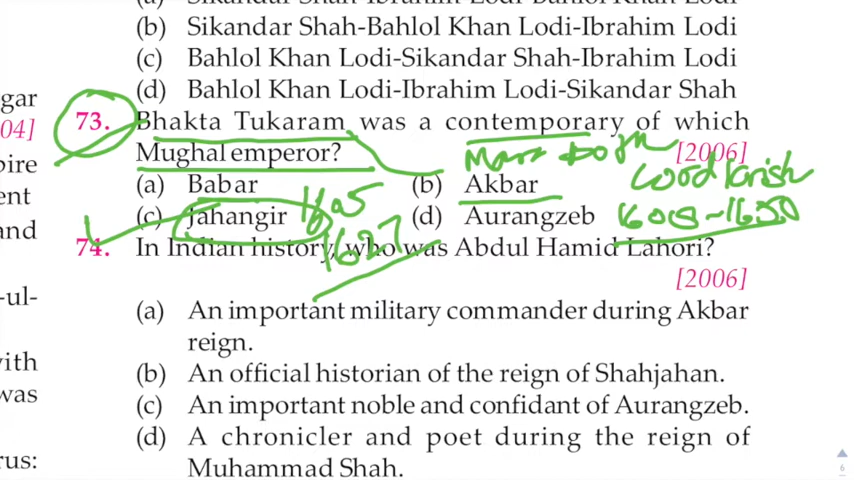 (b) Sikandar Shah-Bahlol Khan Lodi-Ibrahim Lodi
(c) Bahlol Khan Lodi-Sikandar Shah-Ibrahim Lodi
(d) Bahlol Khan Lodi-Ibrahim Lodi-Sikandar Shah
gar
04]
pire
ent
and
-ul-
vith
was
rus:
73. Bhakta Tukaram was a contemporary of which
Mughal emperor? [2006]
(a) Babar (b) Akbar
(c) Jahangir (d) Aurangzeb
1605
1627
74. In Indian history, who was Abdul Hamid Lahori?
[2006]
(a) An important military commander during Akbar
reign.
(b) An official historian of the reign of Shahjahan.
(c) An important noble and confidant of Aurangzeb.
(d) A chronicler and poet during the reign of
Muhammad Shah.
6